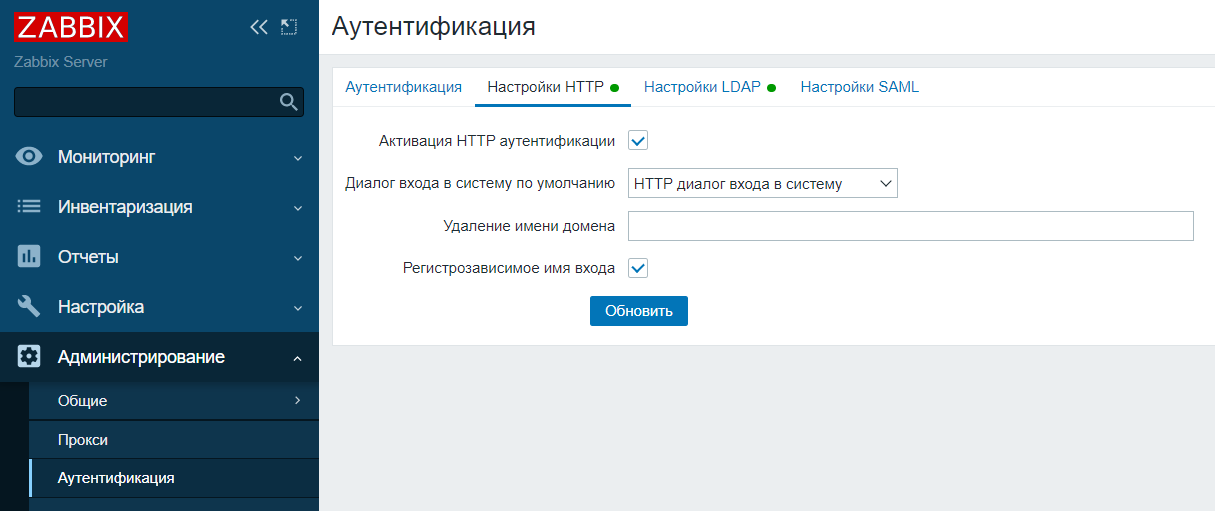 ZABBIX
Zabbix Server
Мониторинг
Инвентаризация
Отчеты
Настройка
Администрирование
Общие
Прокси
Аутентификация
Аутентификация
Аутентификация Настройки HTTP Настройки LDAP Настройки SAML
Активация HTTP аутентификации
Диалог входа в систему по умолчанию HTTP диалог входа в систему
Удаление имени домена
Регистрозависимое имя входа
Обновить